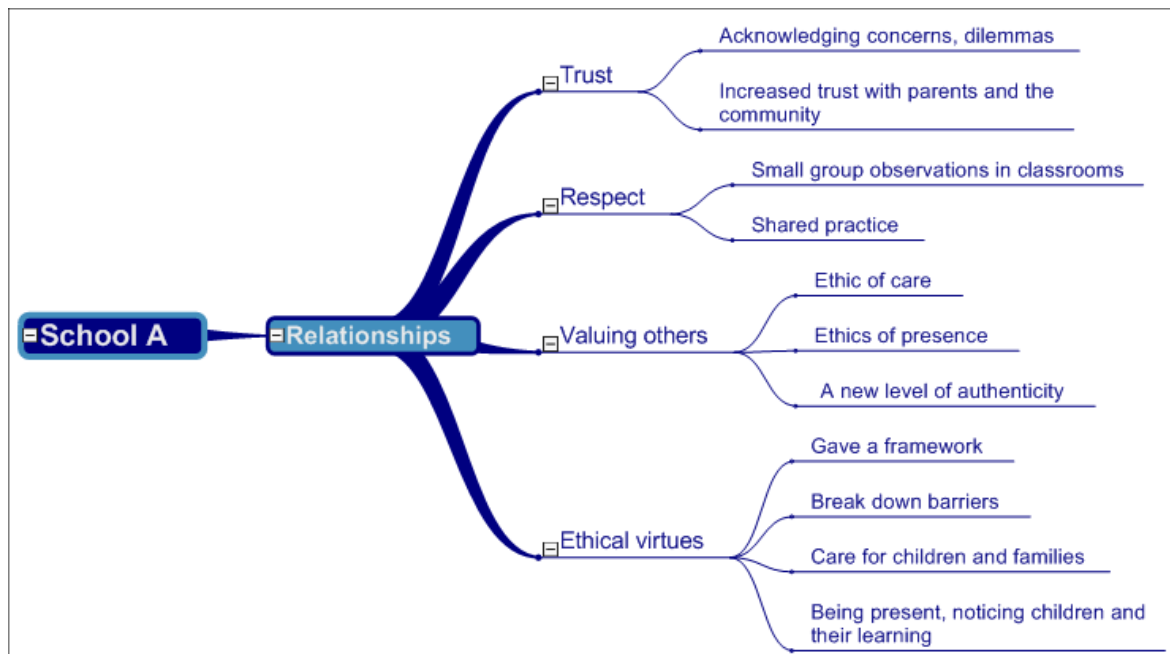 School A
Relationships
Trust
Acknowledging concerns, dilemmas
Increased trust with parents and the
community
Respect
Small group observations in classrooms
Shared practice
Valuing others
Ethic of care
Ethics of presence
A new level of authenticity
Ethical virtues
Gave a framework
Break down barriers
Care for children and families
Being present, noticing children and
their learning